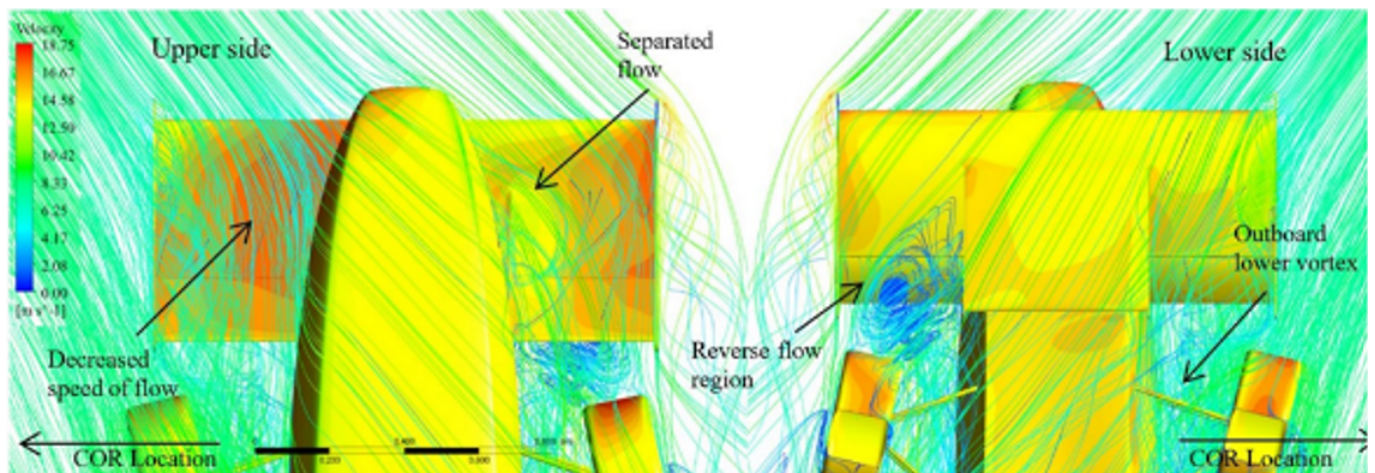 Velocity
18.75
16.67
14.58
12.50
10.42
8.33
6.25
4.17
2.08
0.00
[m s^-1]
Upper side
Separated
flow
Lower side
Outboard
lower vortex
Decreased
speed of flow
Reverse flow
region
COR Location
COR Location